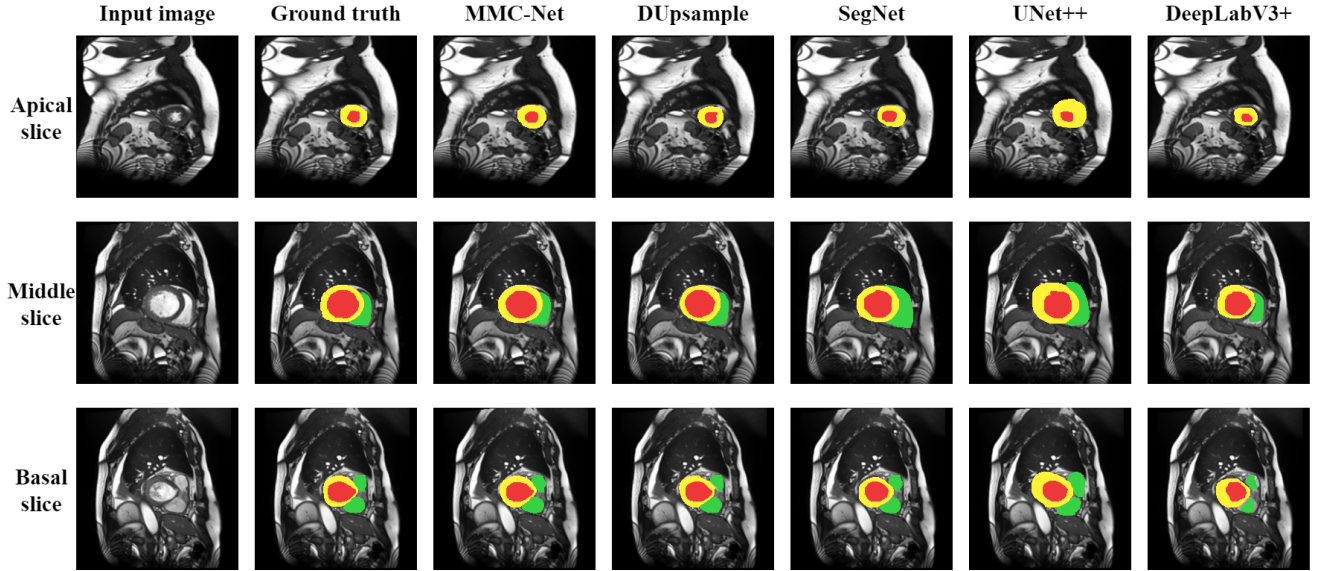 Input image Ground truth MMC-Net DUpsample SegNet UNet++ DeepLabV3+
Apical
slice
Middle
slice
Basal
slice